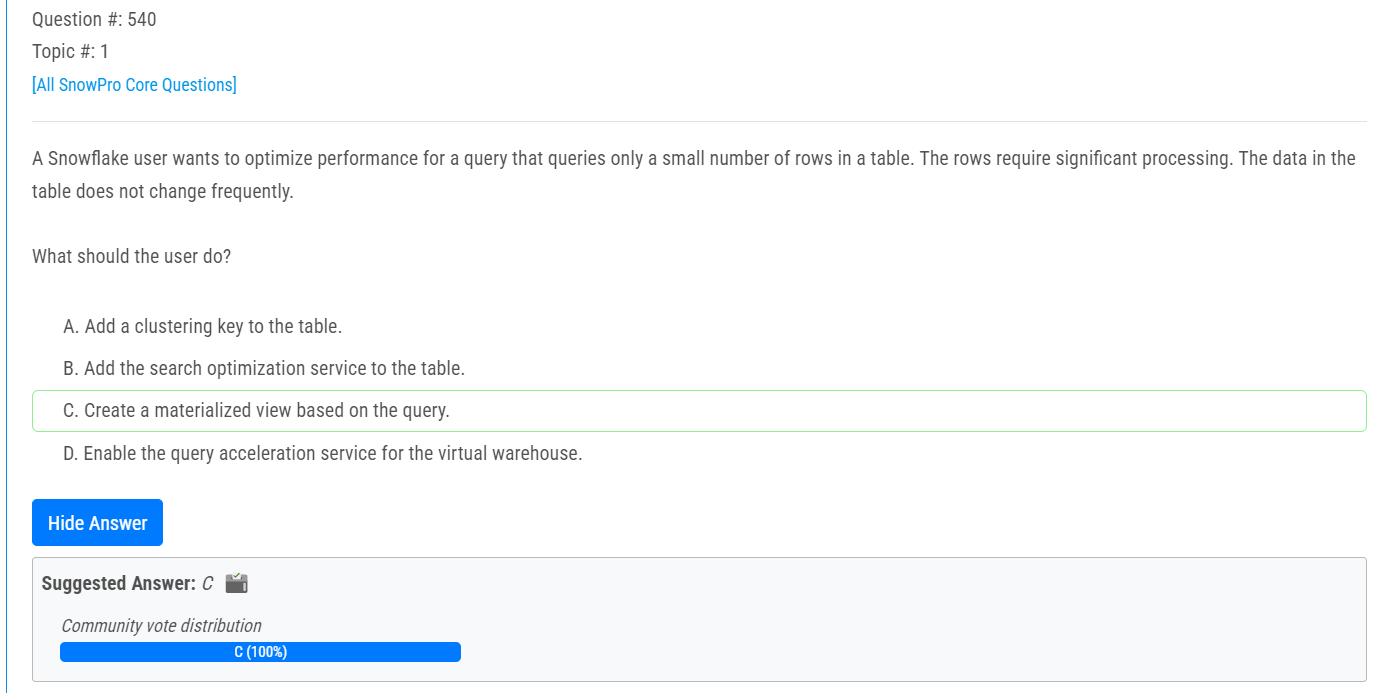 Question #: 540
Topic #: 1
[All SnowPro Core Questions]
A Snowflake user wants to optimize performance for a query that queries only a small number of rows in a table. The rows require significant processing. The data in the
table does not change frequently.
What should the user do?
A. Add a clustering key to the table.
B. Add the search optimization service to the table.
C. Create a materialized view based on the query.
D. Enable the query acceleration service for the virtual warehouse.
Hide Answer
Suggested Answer: C
Community vote distribution
C (100%)